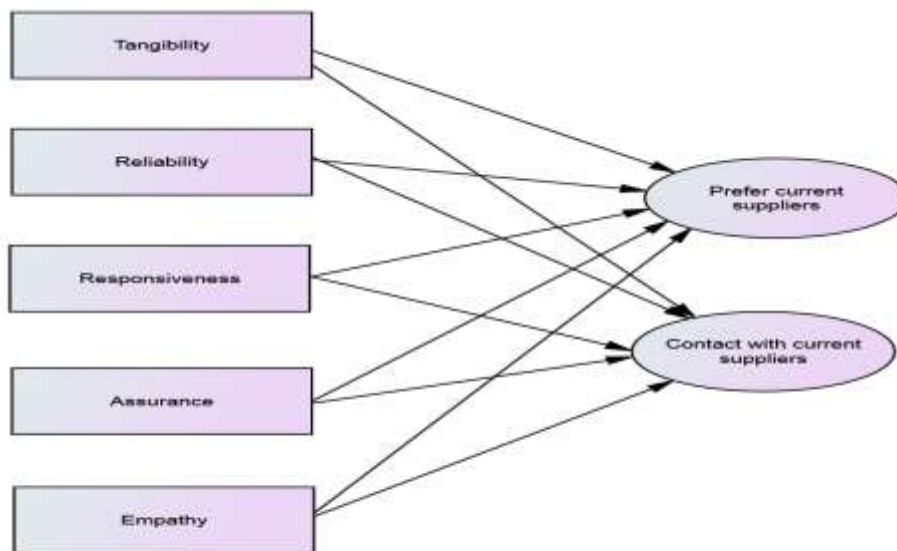 Tangibility
Reliability
Responsiveness
Assurance
Empathy
Prefer current
suppliers
Contact with current
suppliers